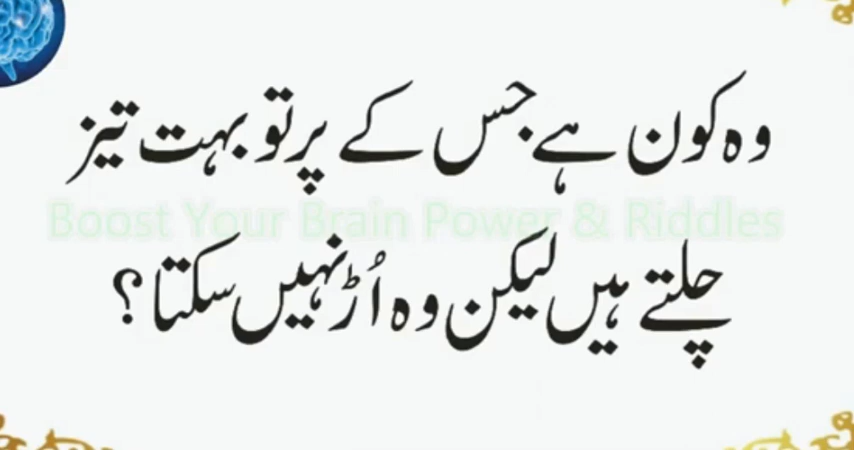 وہ کون ہے جس کے پر تو بہت تیز
Boost Your Brain Power & Riddles
چلتے ہیں لیکن وہ اُڑ نہیں سکتا؟